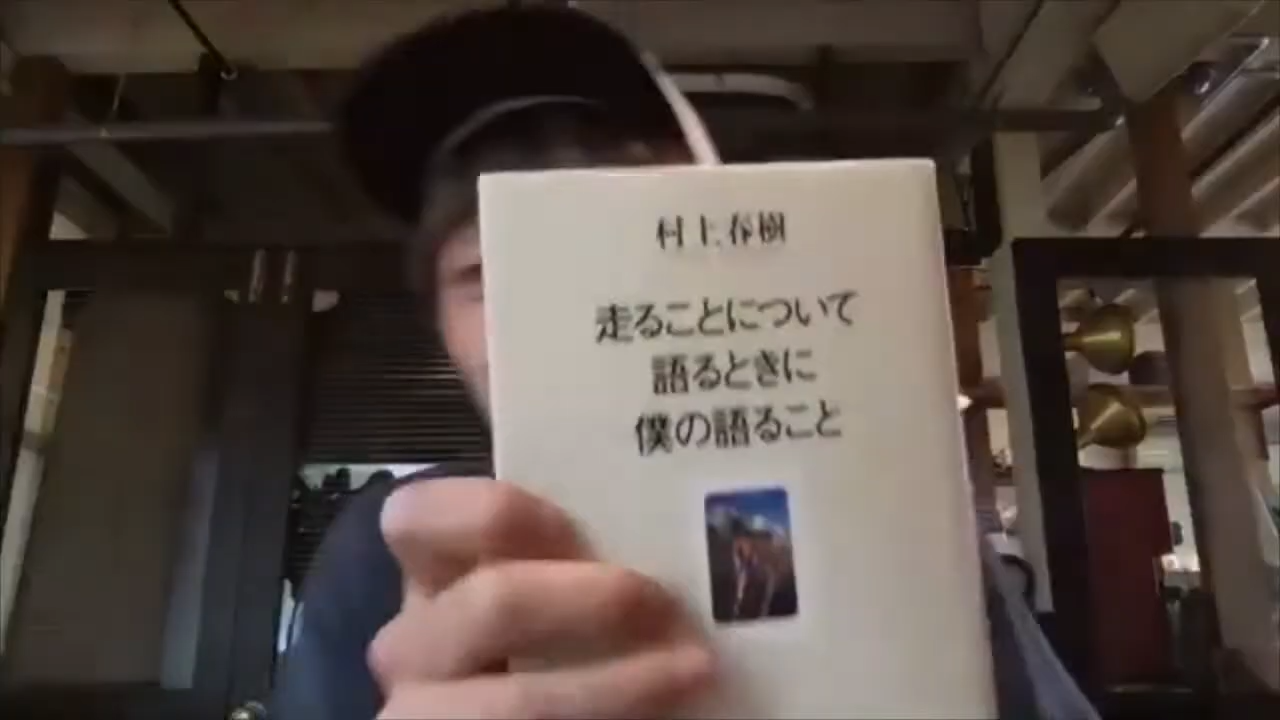 村上春樹
走ることについて
語るときに
僕の語ること